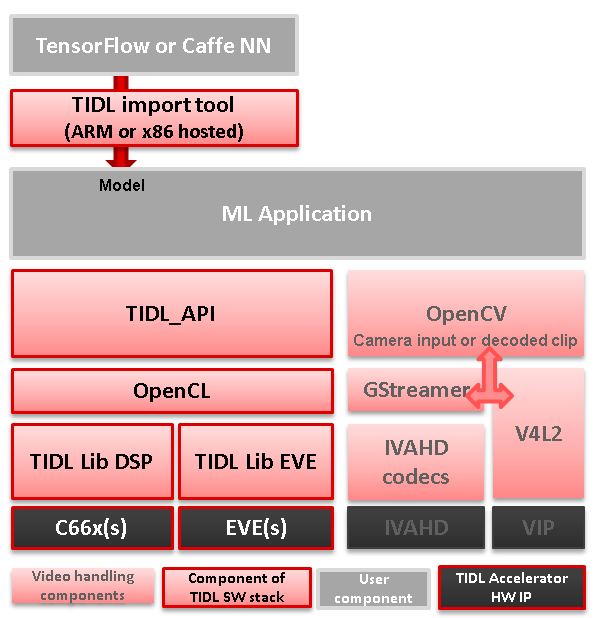 TensorFlow or Caffe NN
TIDL import tool
(ARM or x86 hosted)
Model
ML Application
TIDL_API
OpenCV
Camera input or decoded clip
OpenCL
GStreamer
V4L2
TIDL Lib DSP
TIDL Lib EVE
IVAHD
codecs
C66x(s)
EVE(s)
IVAHD
VIP
Video handling
components
Component of
TIDL SW stack
User
component
TIDL Accelerator
HW IP